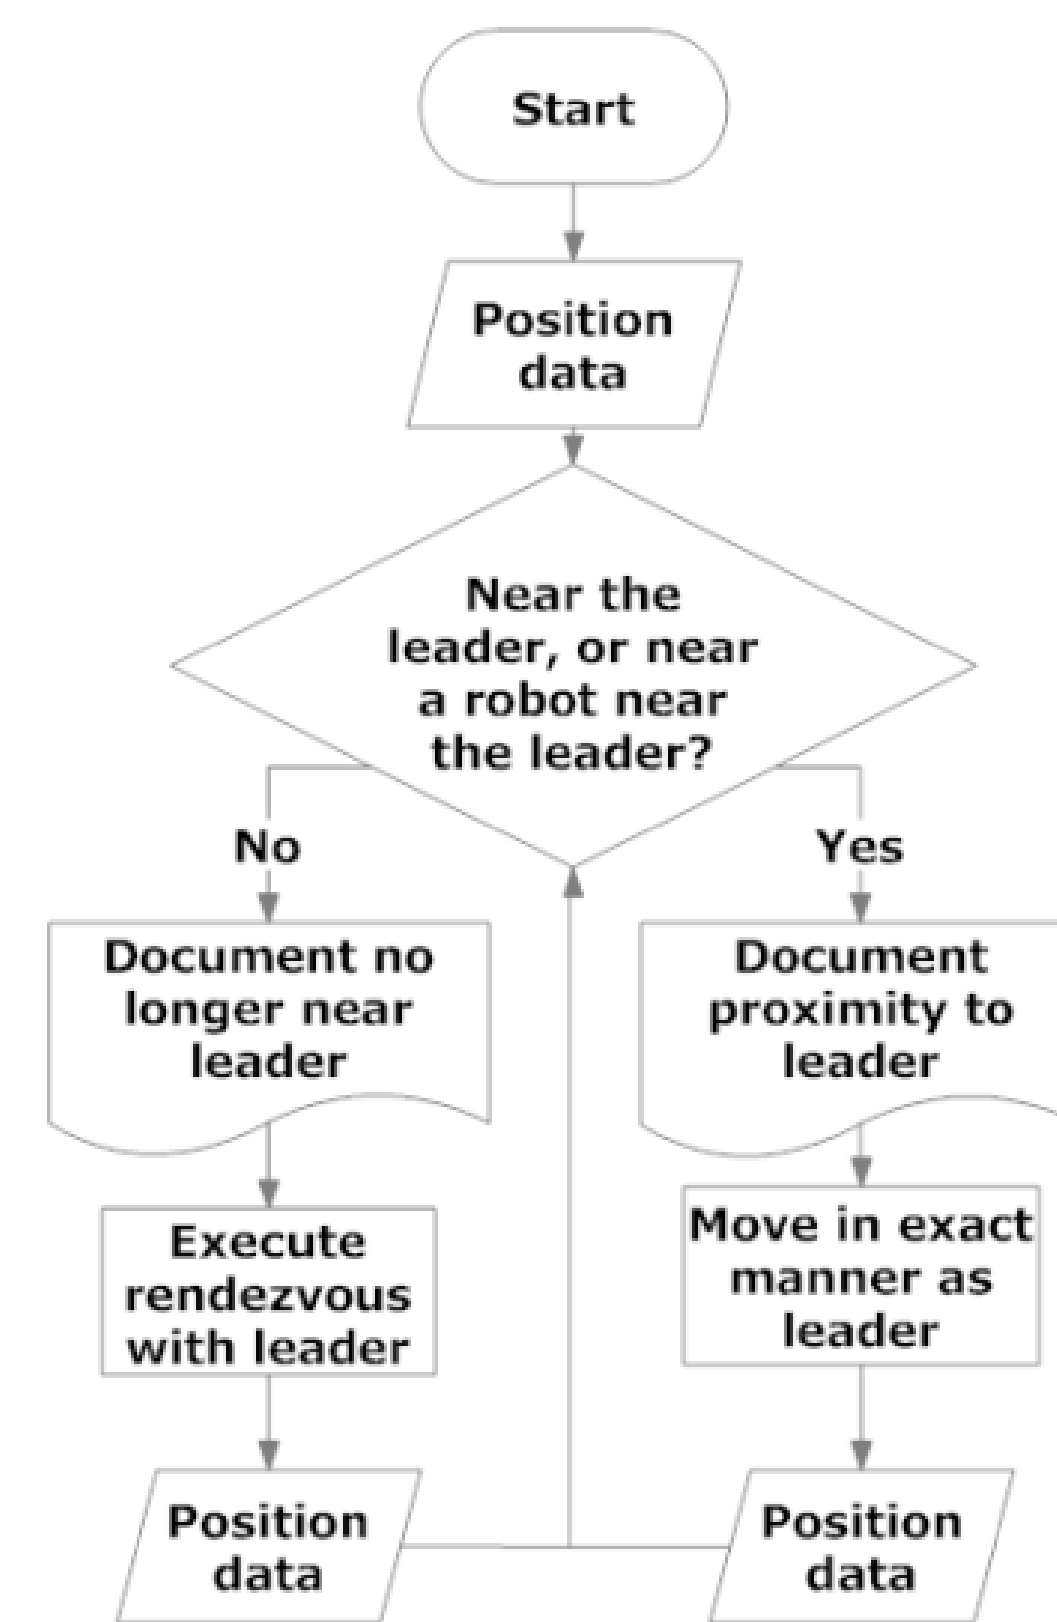 Start
Position
data
Near the
leader, or near
a robot near
the leader?
No
Yes
Document no
longer near
leader
Document
proximity to
leader
Execute
rendezvous
with leader
Move in exact
manner as
leader
Position
data
Position
data